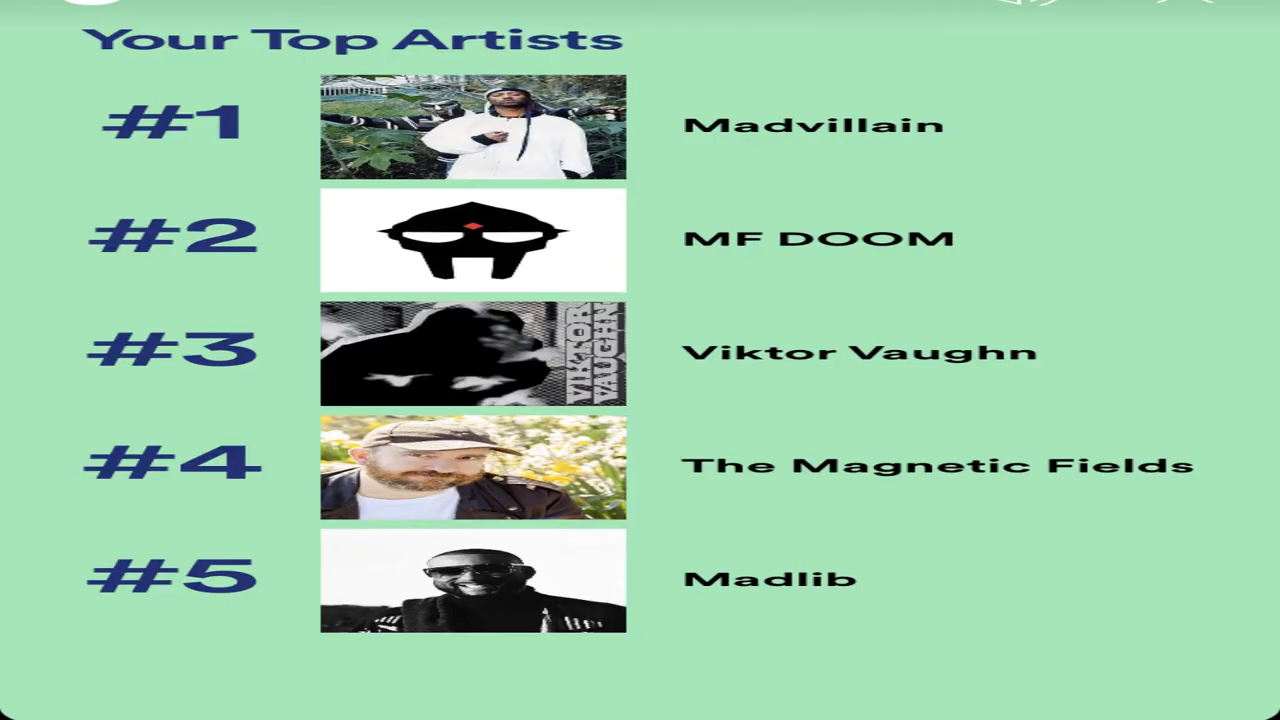 Your Top Artists
#1 Madvillain
#2 MF DOOM
#3 VIKTOR VAUGHN Viktor Vaughn
#4 The Magnetic Fields
#5 Madlib